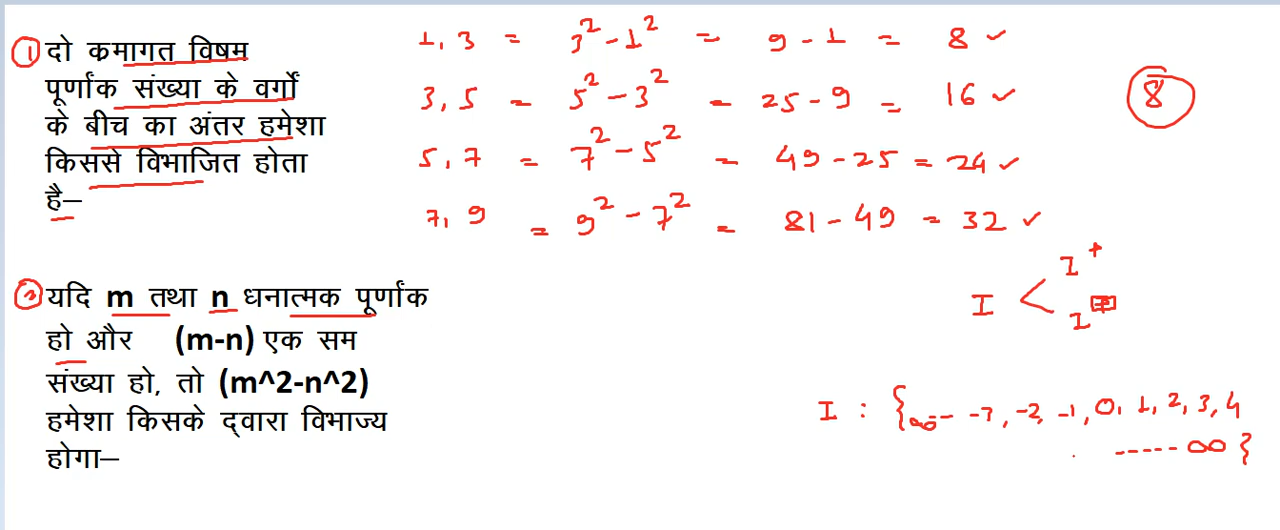 ① दो क्रमागत विषम
पूर्णांक संख्या के वर्गों
के बीच का अंतर हमेशा
किससे विभाजित होता
है–
1, 3 = 3² - 1² = 9 - 1 = 8 ✓
3, 5 = 5² - 3² = 25 - 9 = 16 ✓
5, 7 = 7² - 5² = 49 - 25 = 24 ✓
7, 9 = 9² - 7² = 81 - 49 = 32 ✓
8
② यदि m तथा n धनात्मक पूर्णांक
हो और (m-n) एक सम
संख्या हो, तो (m^2-n^2)
हमेशा किसके द्वारा विभाज्य
होगा–
I⁺
I <
I
I : {∞-- -3, -2, -1, 0, 1, 2, 3, 4
----- ∞}